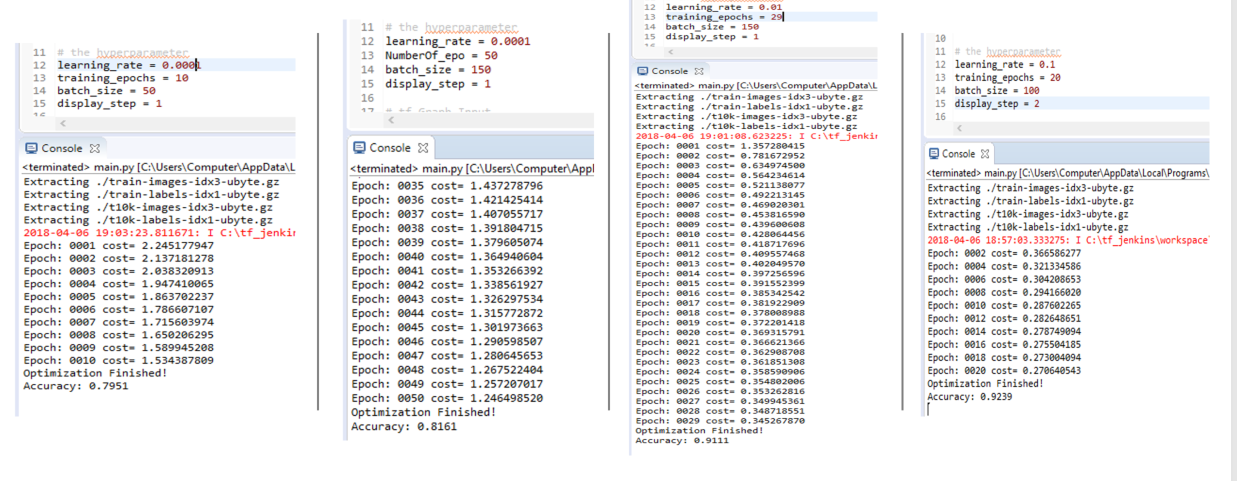 11 # the hyperparameter
12 learning_rate = 0.0001
13 training_epochs = 10
14 batch_size = 50
15 display_step = 1
16
Console
<terminated> main.py [C:\Users\Computer\AppData\L
Extracting ./train-images-idx3-ubyte.gz
Extracting ./train-labels-idx1-ubyte.gz
Extracting ./t10k-images-idx3-ubyte.gz
Extracting ./t10k-labels-idx1-ubyte.gz
2018-04-06 19:03:23.811671: I C:\tf_jenkin
Epoch: 0001 cost= 2.245177947
Epoch: 0002 cost= 2.137181278
Epoch: 0003 cost= 2.038320913
Epoch: 0004 cost= 1.947410065
Epoch: 0005 cost= 1.863702237
Epoch: 0006 cost= 1.786607107
Epoch: 0007 cost= 1.715603974
Epoch: 0008 cost= 1.650206295
Epoch: 0009 cost= 1.589945208
Epoch: 0010 cost= 1.534387809
Optimization Finished!
Accuracy: 0.7951
11 # the hyperparameter
12 learning_rate = 0.0001
13 NumberOf_epo = 50
14 batch_size = 150
15 display_step = 1
16
17 # tf Graph Input
Console
<terminated> main.py [C:\Users\Computer\Appl
Epoch: 0035 cost= 1.437278796
Epoch: 0036 cost= 1.421425414
Epoch: 0037 cost= 1.407055717
Epoch: 0038 cost= 1.391804715
Epoch: 0039 cost= 1.379605074
Epoch: 0040 cost= 1.364940604
Epoch: 0041 cost= 1.353266392
Epoch: 0042 cost= 1.338561927
Epoch: 0043 cost= 1.326297534
Epoch: 0044 cost= 1.315772872
Epoch: 0045 cost= 1.301973663
Epoch: 0046 cost= 1.290598507
Epoch: 0047 cost= 1.280645653
Epoch: 0048 cost= 1.267522404
Epoch: 0049 cost= 1.257207017
Epoch: 0050 cost= 1.246498520
Optimization Finished!
Accuracy: 0.8161
12 learning_rate = 0.01
13 training_epochs = 29
14 batch_size = 150
15 display_step = 1
16
Console
<terminated> main.py [C:\Users\Computer\AppData\L
Extracting ./train-images-idx3-ubyte.gz
Extracting ./train-labels-idx1-ubyte.gz
Extracting ./t10k-images-idx3-ubyte.gz
Extracting ./t10k-labels-idx1-ubyte.gz
2018-04-06 19:01:08.623225: I C:\tf_jenkin
Epoch: 0001 cost= 1.357280415
Epoch: 0002 cost= 0.781672952
Epoch: 0003 cost= 0.634974500
Epoch: 0004 cost= 0.564234614
Epoch: 0005 cost= 0.521138077
Epoch: 0006 cost= 0.492213145
Epoch: 0007 cost= 0.469020301
Epoch: 0008 cost= 0.453816590
Epoch: 0009 cost= 0.439600608
Epoch: 0010 cost= 0.428064456
Epoch: 0011 cost= 0.418717696
Epoch: 0012 cost= 0.409557468
Epoch: 0013 cost= 0.402049570
Epoch: 0014 cost= 0.397256596
Epoch: 0015 cost= 0.391552399
Epoch: 0016 cost= 0.385342542
Epoch: 0017 cost= 0.381922909
Epoch: 0018 cost= 0.378008988
Epoch: 0019 cost= 0.372201418
Epoch: 0020 cost= 0.369315791
Epoch: 0021 cost= 0.366621366
Epoch: 0022 cost= 0.362908708
Epoch: 0023 cost= 0.361851308
Epoch: 0024 cost= 0.358590906
Epoch: 0025 cost= 0.354802006
Epoch: 0026 cost= 0.353262816
Epoch: 0027 cost= 0.349945361
Epoch: 0028 cost= 0.348718551
Epoch: 0029 cost= 0.345267870
Optimization Finished!
Accuracy: 0.9111
10
11 # the hyperparameter
12 learning_rate = 0.1
13 training_epochs = 20
14 batch_size = 100
15 display_step = 2
16
Console
<terminated> main.py [C:\Users\Computer\AppData\Local\Programs\
Extracting ./train-images-idx3-ubyte.gz
Extracting ./train-labels-idx1-ubyte.gz
Extracting ./t10k-images-idx3-ubyte.gz
Extracting ./t10k-labels-idx1-ubyte.gz
2018-04-06 18:57:03.333275: I C:\tf_jenkins\workspace
Epoch: 0002 cost= 0.366586277
Epoch: 0004 cost= 0.321334586
Epoch: 0006 cost= 0.304208653
Epoch: 0008 cost= 0.294166020
Epoch: 0010 cost= 0.287602265
Epoch: 0012 cost= 0.282648651
Epoch: 0014 cost= 0.278749094
Epoch: 0016 cost= 0.275504185
Epoch: 0018 cost= 0.273004094
Epoch: 0020 cost= 0.270640543
Optimization Finished!
Accuracy: 0.9239